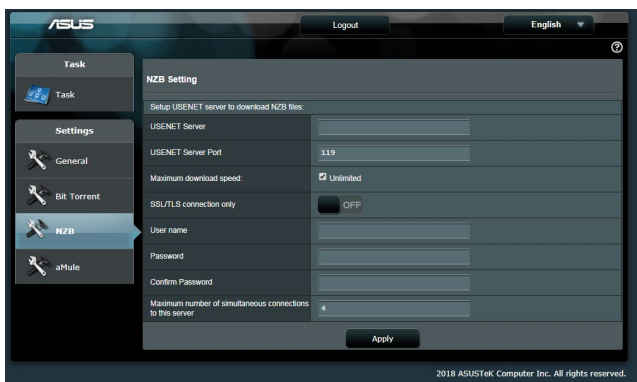 ASUS
Logout
English
Task
Task
Settings
General
Bit Torrent
NZB
aMule
NZB Setting
Setup USENET server to download NZB files:
USENET Server
USENET Server Port 119
Maximum download speed: Unlimited
SSL/TLS connection only OFF
User name
Password
Confirm Password
Maximum number of simultaneous connections
to this server 4
Apply
2018 ASUSTeK Computer Inc. All rights reserved.